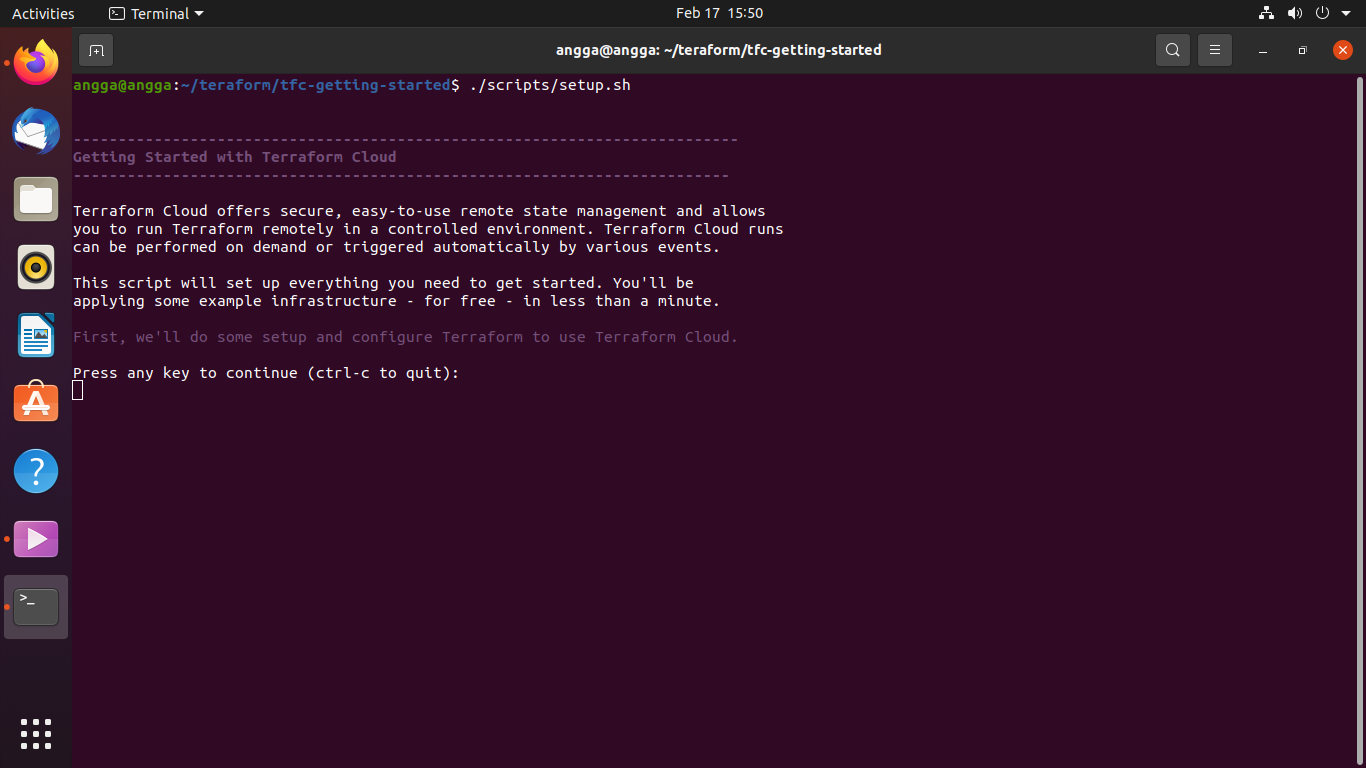 Activities
Terminal
Feb 17 15:50
angga@angga: ~/teraform/tfc-getting-started
angga@angga:~/teraform/tfc-getting-started$ ./scripts/setup.sh
--------------------------------------------------------------------------
Getting Started with Terraform Cloud
-------------------------------------------------------------------------
Terraform Cloud offers secure, easy-to-use remote state management and allows
you to run Terraform remotely in a controlled environment. Terraform Cloud runs
can be performed on demand or triggered automatically by various events.
This script will set up everything you need to get started. You'll be
applying some example infrastructure - for free - in less than a minute.
First, we'll do some setup and configure Terraform to use Terraform Cloud.
Press any key to continue (ctrl-c to quit):